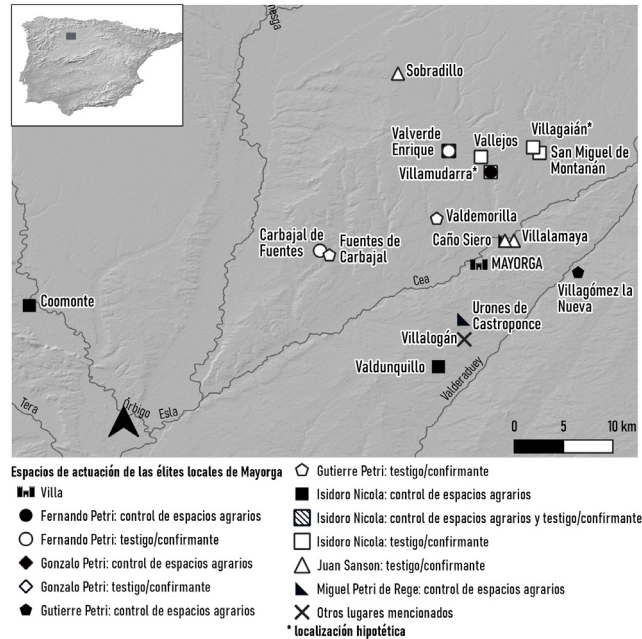 nesga
Sobradillo
Valverde
Enrique
Vallejos
Villagaián*
San Miguel de
Montanán
Villamudarra*
Valdemorilla
Carbajal de
Fuentes
Fuentes de
Carbajal
Caño Siero
Villalamaya
MAYORGA
Cea
Villagómez la
Nueva
Coomonte
Urones de
Castroponce
Villalogán
Valdunquillo
Valderaduey
Órbigo
Esla
Tera
0 5 10 km
Espacios de actuación de las élites locales de Mayorga
Villa
Fernando Petri: control de espacios agrarios
Fernando Petri: testigo/confirmante
Gonzalo Petri: control de espacios agrarios
Gonzalo Petri: testigo/confirmante
Gutierre Petri: control de espacios agrarios
Gutierre Petri: testigo/confirmante
Isidoro Nicola: control de espacios agrarios
Isidoro Nicola: control de espacios agrarios y testigo/confirmante
Isidoro Nicola: testigo/confirmante
Juan Sanson: testigo/confirmante
Miguel Petri de Rege: control de espacios agrarios
Otros lugares mencionados
* localización hipotética